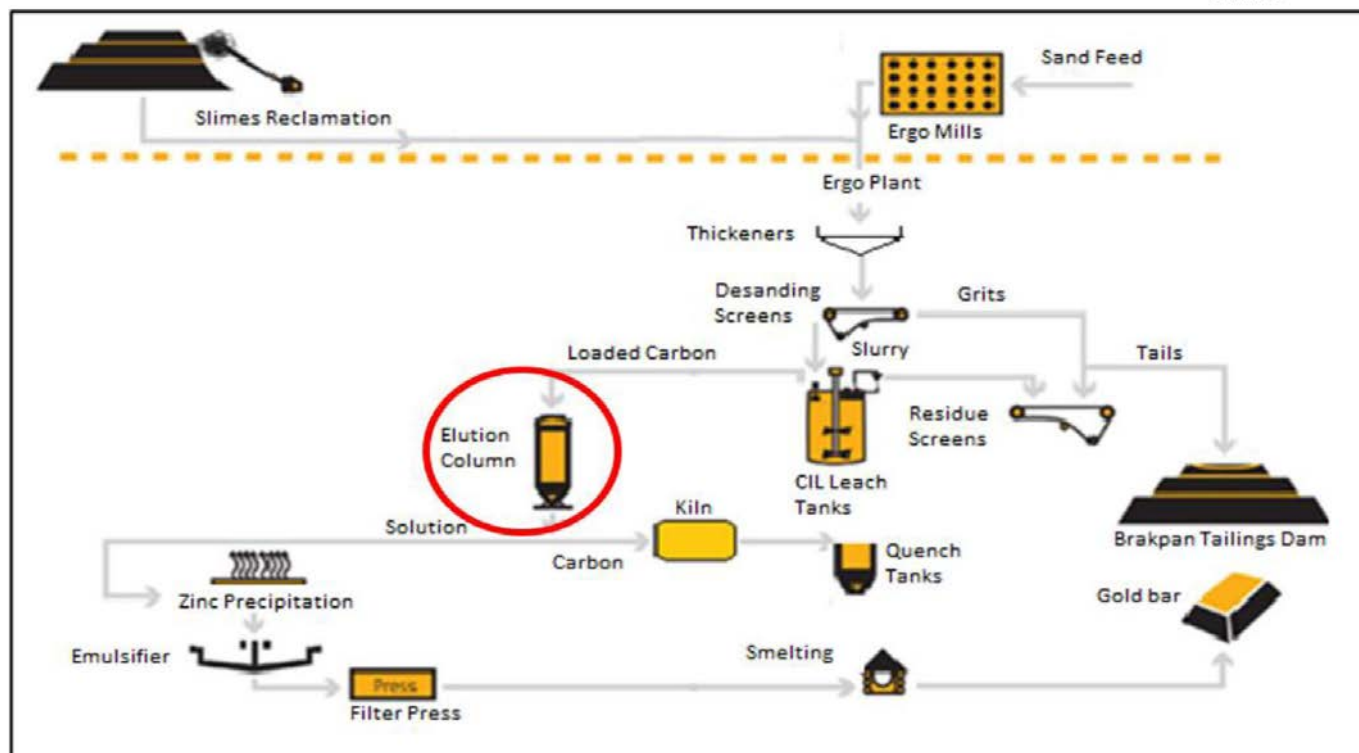 Sand Feed
Slimes Reclamation
Ergo Mills
Ergo Plant
Thickeners
Desanding
Screens
Grits
Slurry
Loaded Carbon
Tails
Elution
Column
Residue
Screens
CIL Leach
Tanks
Kiln
Solution
Carbon
Quench
Tanks
Brakpan Tailings Dam
Zinc Precipitation
Gold bar
Emulsifier
Smelting
Press
Filter Press